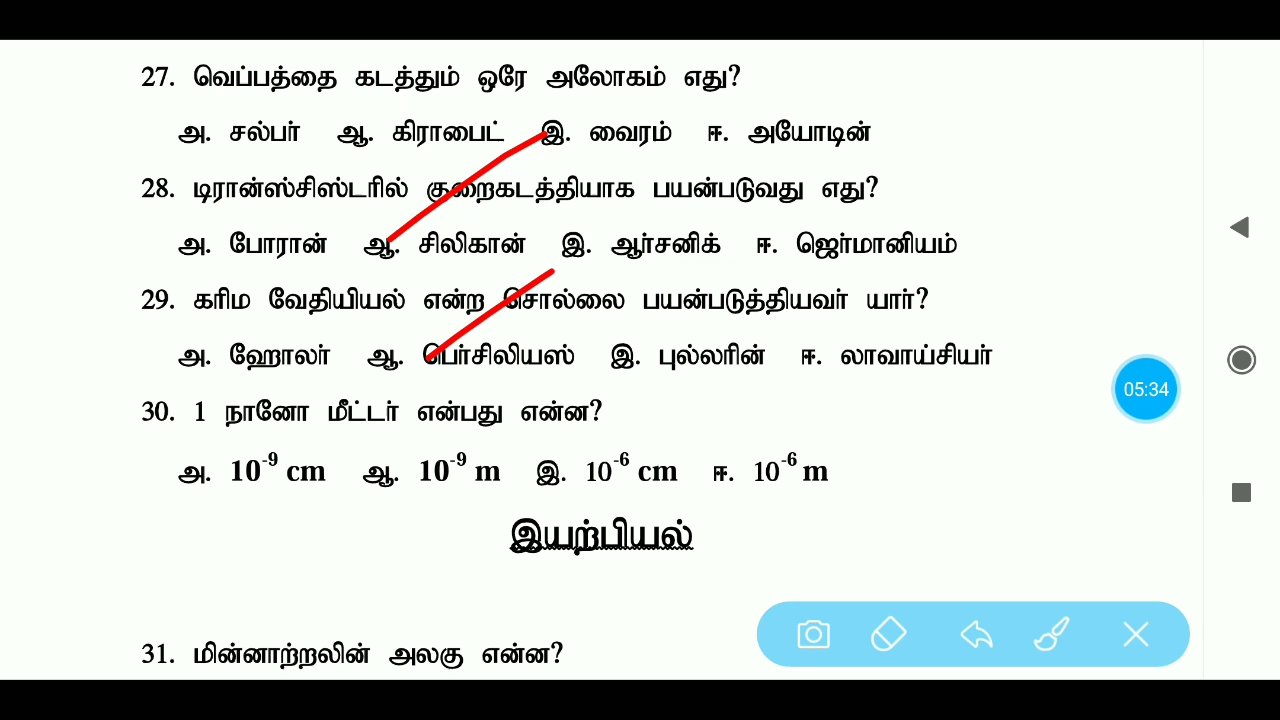 27. வெப்பத்தை கடத்தும் ஒரே அலோகம் எது?
அ. சல்பர் ஆ. கிராபைட் இ. வைரம் ஈ. அயோடின்
28. டிரான்ஸ்சிஸ்டரில் குறைகடத்தியாக பயன்படுவது எது?
அ. போரான் ஆ. சிலிகான் இ. ஆர்சனிக் ஈ. ஜெர்மானியம்
29. கரிம வேதியியல் என்ற சொல்லை பயன்படுத்தியவர் யார்?
அ. ஹோலர் ஆ. பெர்சிலியஸ் இ. புல்லரின் ஈ. லாவாய்சியர்
05:34
30. 1 நானோ மீட்டர் என்பது என்ன?
அ. 10⁻⁹ cm ஆ. 10⁻⁹ m இ. 10⁻⁶ cm ஈ. 10⁻⁶ m
இயற்பியல்
31. மின்னாற்றலின் அலகு என்ன?